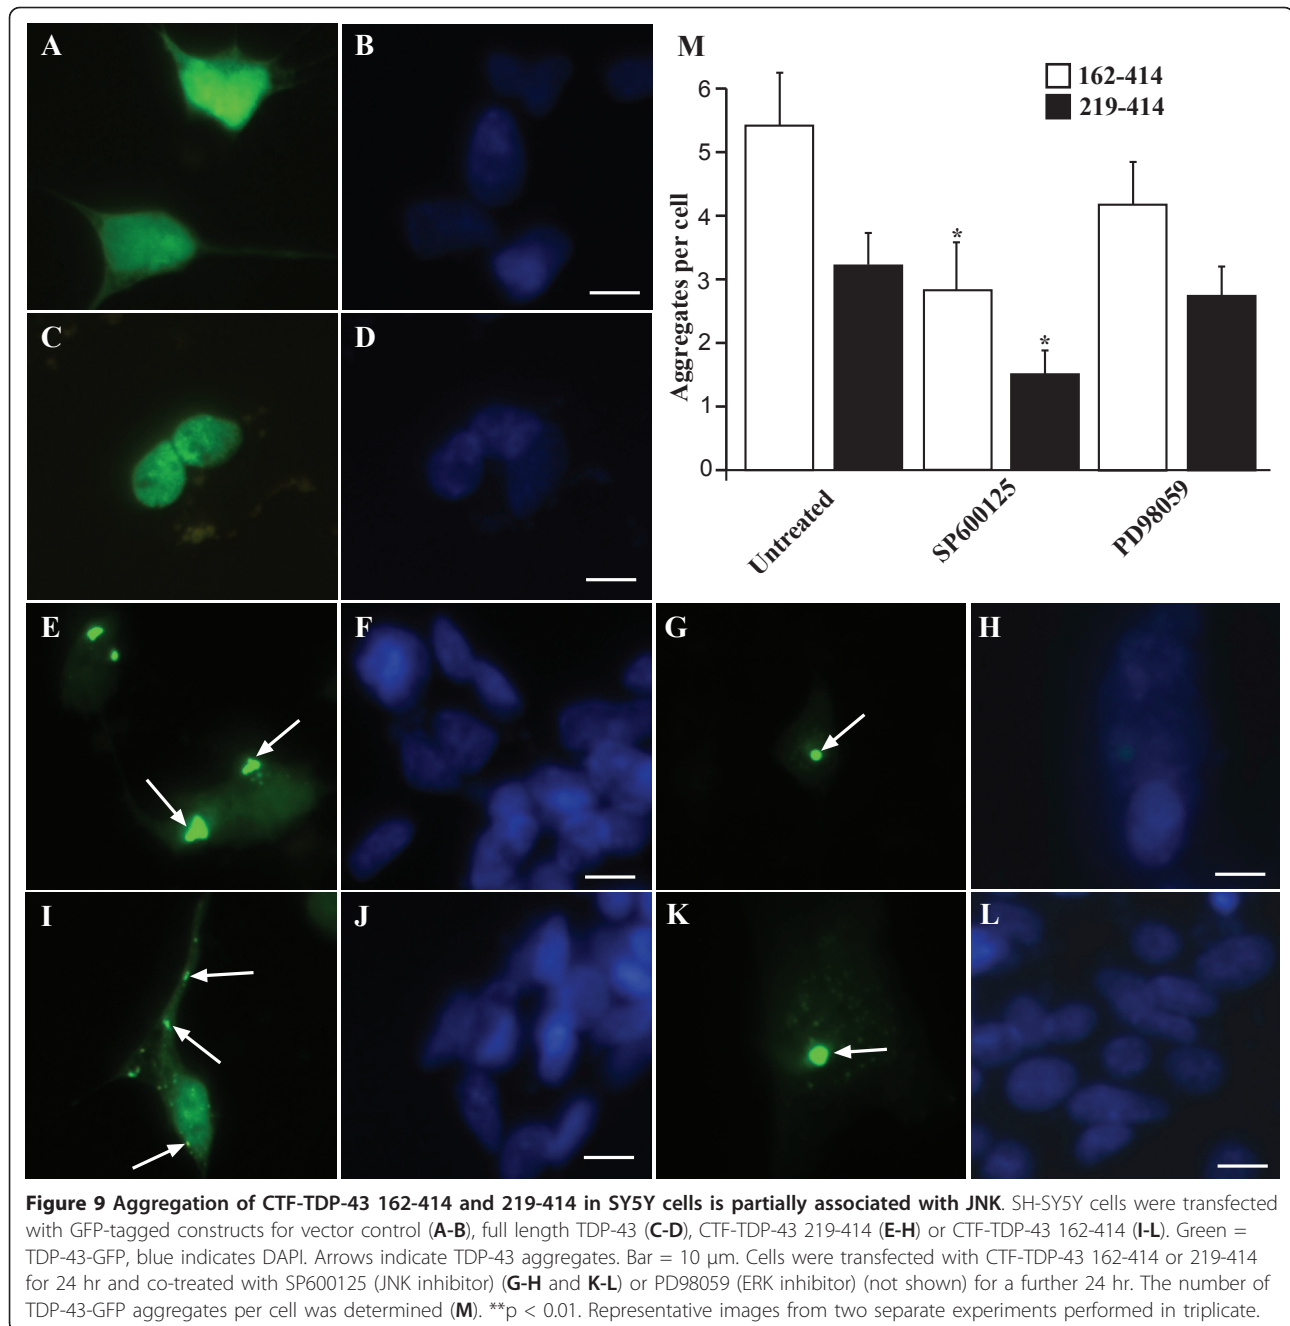 A
B
C
D
M
162-414
219-414
Aggregates per cell
6
5
4
3
2
1
0
*
*
Untreated
SP600125
PD98059
E
F
G
H
I
J
K
L
Figure 9 Aggregation of CTF-TDP-43 162-414 and 219-414 in SY5Y cells is partially associated with JNK. SH-SY5Y cells were transfected
with GFP-tagged constructs for vector control (A-B), full length TDP-43 (C-D), CTF-TDP-43 219-414 (E-H) or CTF-TDP-43 162-414 (I-L). Green =
TDP-43-GFP, blue indicates DAPI. Arrows indicate TDP-43 aggregates. Bar = 10 μm. Cells were transfected with CTF-TDP-43 162-414 or 219-414
for 24 hr and co-treated with SP600125 (JNK inhibitor) (G-H and K-L) or PD98059 (ERK inhibitor) (not shown) for a further 24 hr. The number of
TDP-43-GFP aggregates per cell was determined (M). **p < 0.01. Representative images from two separate experiments performed in triplicate.